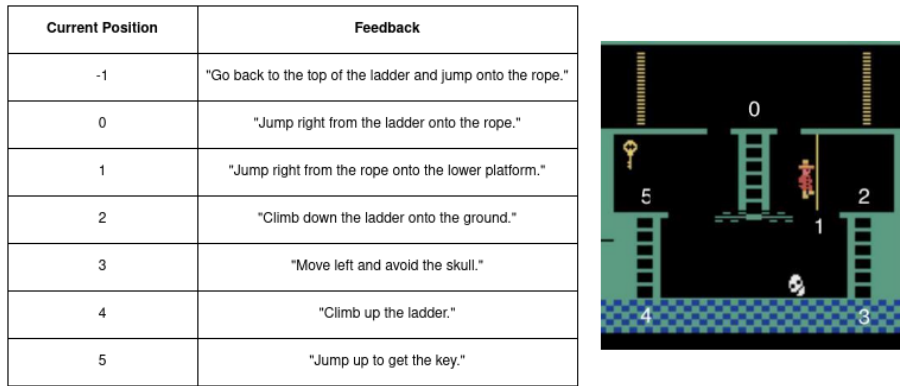 Current Position Feedback
-1 "Go back to the top of the ladder and jump onto the rope."
0 "Jump right from the ladder onto the rope."
1 "Jump right from the rope onto the lower platform."
2 "Climb down the ladder onto the ground."
3 "Move left and avoid the skull."
4 "Climb up the ladder."
5 "Jump up to get the key."
0
5
2
1
4
3